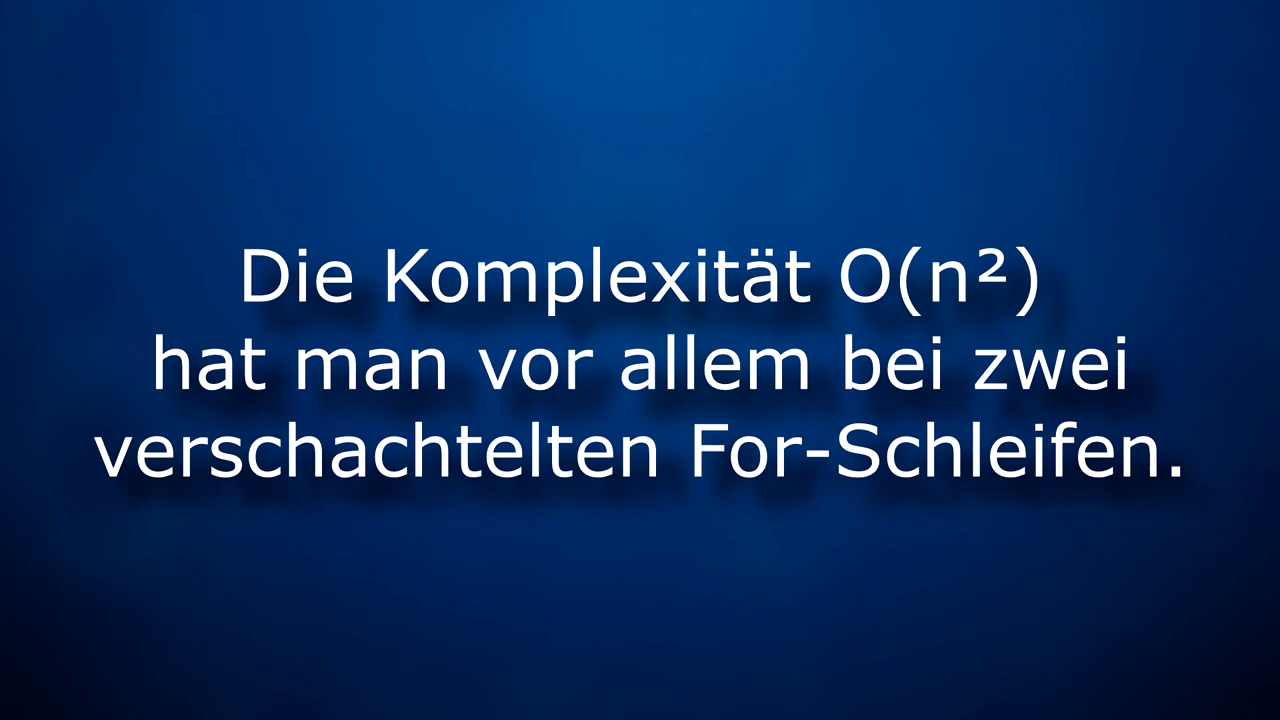 Die Komplexität O(n²)
hat man vor allem bei zwei
verschachtelten For-Schleifen.